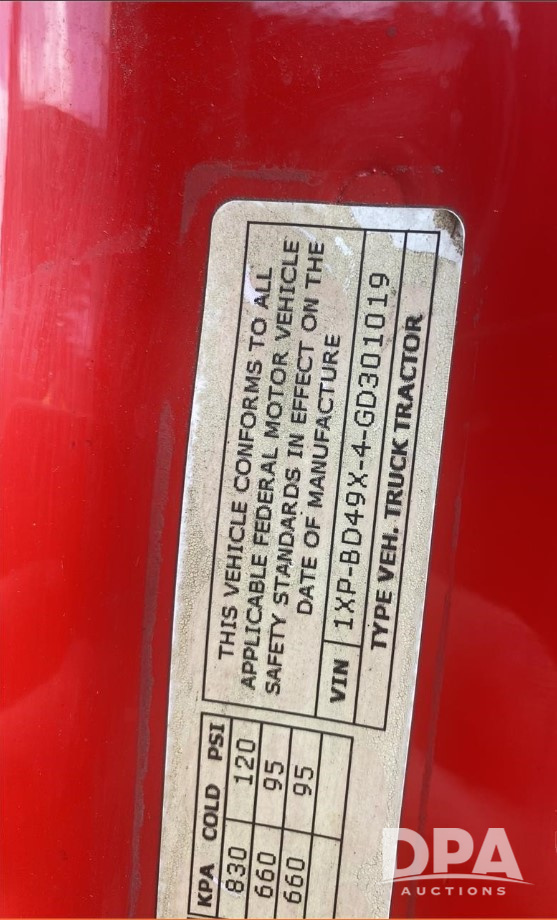 THIS VEHICLE CONFORMS TO ALL
APPLICABLE FEDERAL MOTOR VEHICLE
SAFETY STANDARDS IN EFFECT ON THE
DATE OF MANUFACTURE
VIN 1XP-BD49X-4-GD301019
TYPE VEH. TRUCK TRACTOR
KPA COLD PSI
830 120
660 95
660 95
DPA
AUCTIONS